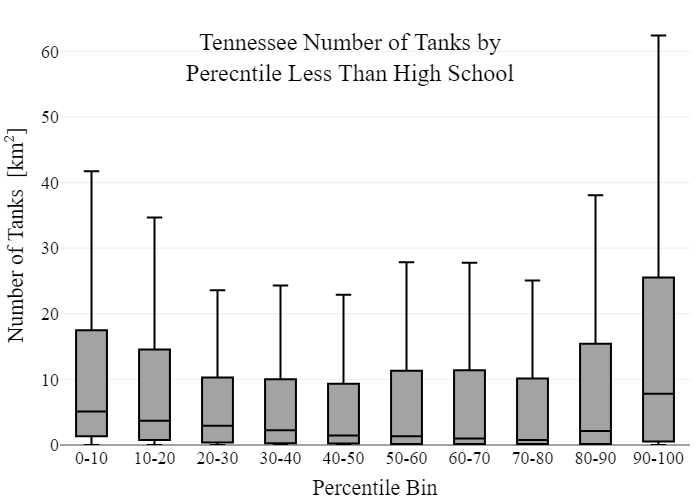 Tennessee Number of Tanks by
Perecntile Less Than High School
Number of Tanks [km²]
60
50
40
30
20
10
0
0-10 10-20 20-30 30-40 40-50 50-60 60-70 70-80 80-90 90-100
Percentile Bin